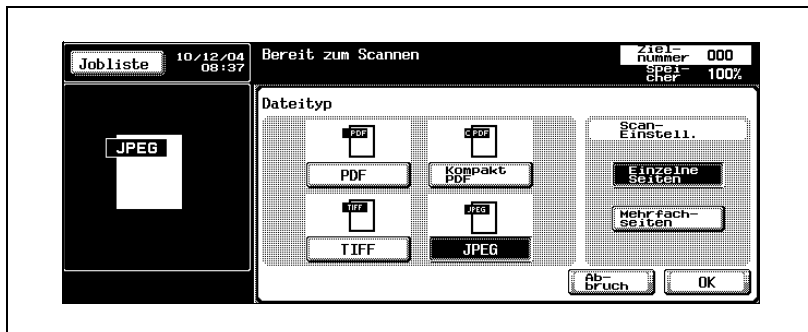 Jobliste
10/12/04
08:37
Bereit zum Scannen
Ziel-
nummer 000
Spei-
cher 100%
JPEG
Dateityp
PDF
C PDF
PDF
Kompakt
PDF
TIFF
JPEG
TIFF
JPEG
Scan-
Einstell.
Einzelne
Seiten
Mehrfach-
seiten
Ab-
bruch
OK